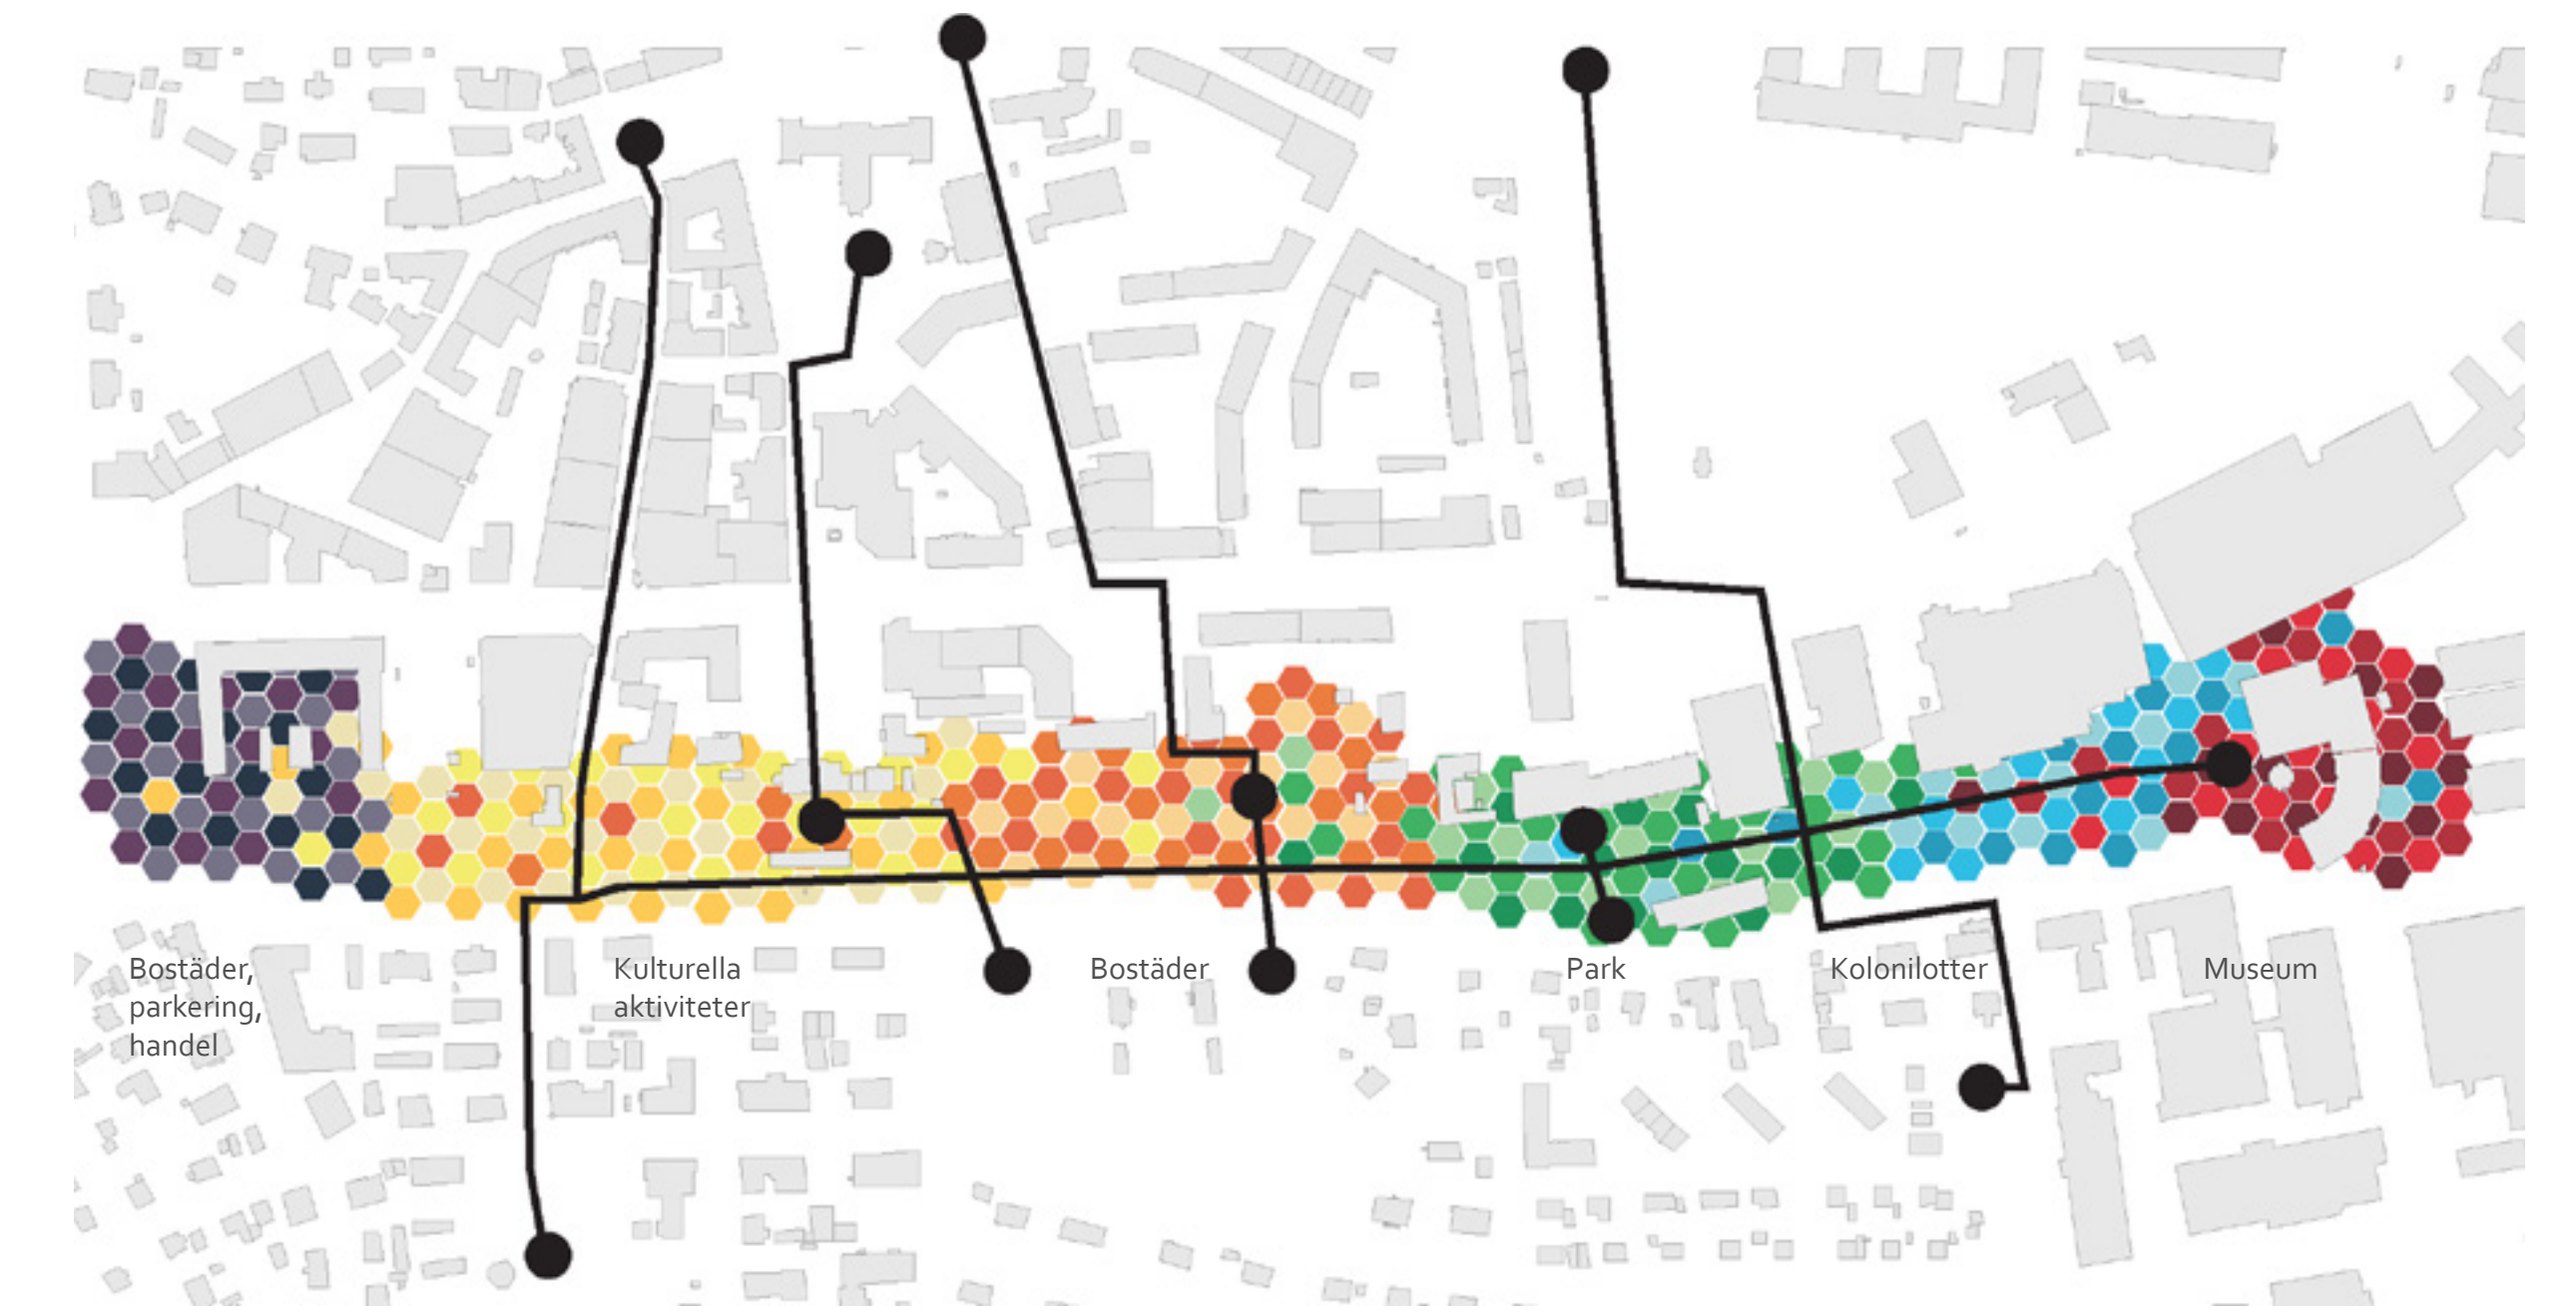 Bostäder,
parkering,
handel
Kulturella
aktiviteter
Bostäder
Park
Kolonilotter
Museum